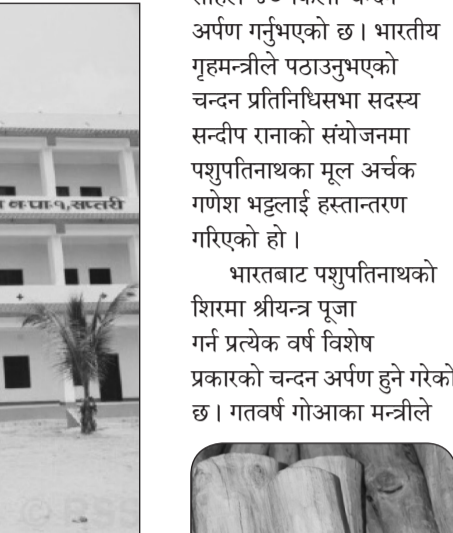 न.पा.१,सप्तरी
अर्पण गर्नुभएको छ । भारतीय
गृहमन्त्रीले पठाउनुभएको
चन्दन प्रतिनिधिसभा सदस्य
सन्दीप रानाको संयोजनमा
पशुपतिनाथका मूल अर्चक
गणेश भट्टलाई हस्तान्तरण
गरिएको हो ।
भारतबाट पशुपतिनाथको
शिरमा श्रीयन्त्र पूजा
गर्न प्रत्येक वर्ष विशेष
प्रकारको चन्दन अर्पण हुने गरेको
छ । गतवर्ष गोआका मन्त्रीले